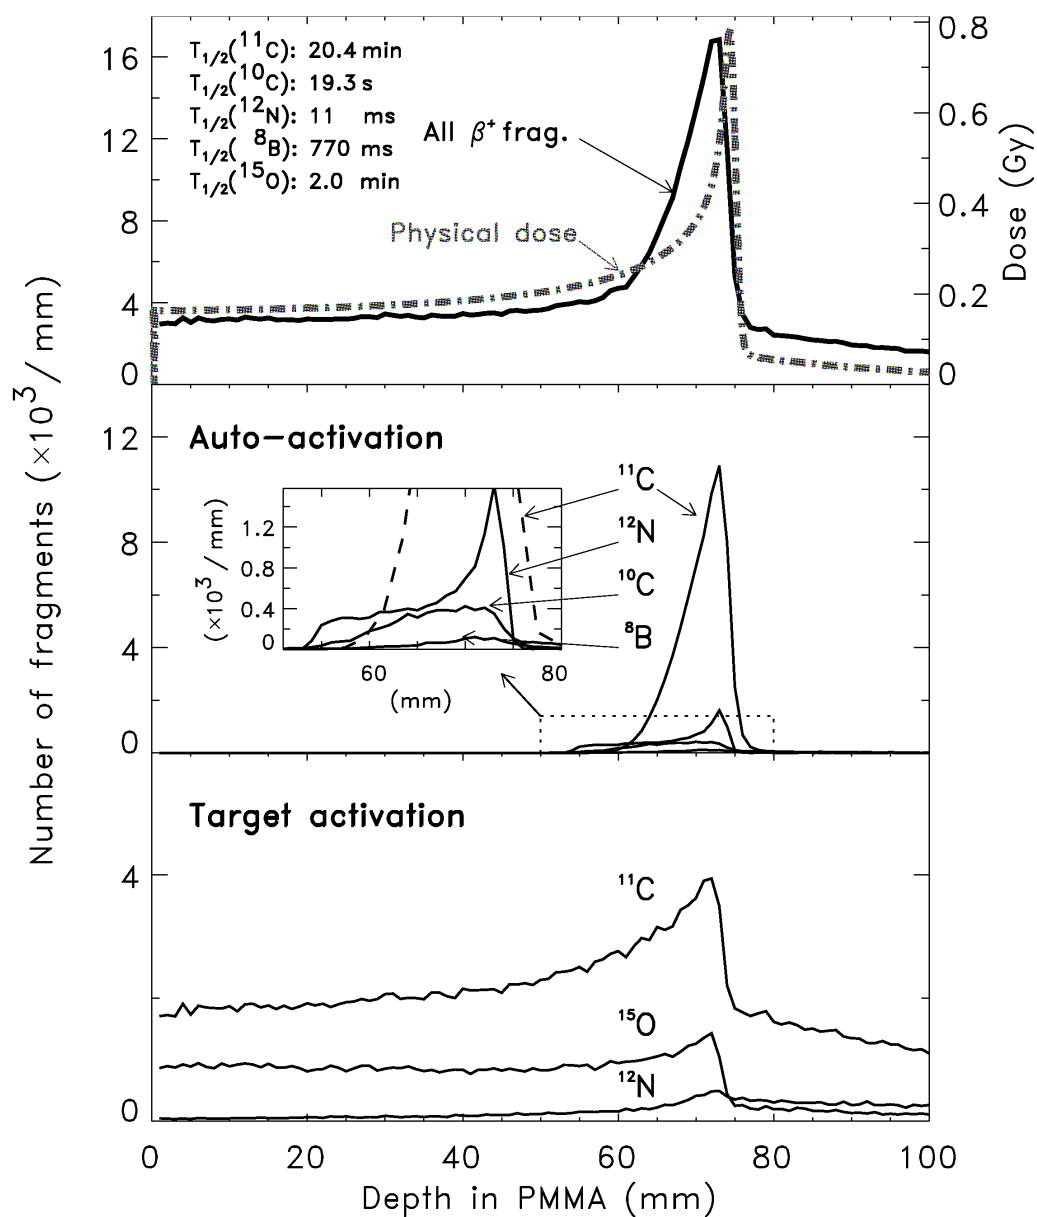 T₁/₂(¹¹C): 20.4 min
T₁/₂(¹⁰C): 19.3 s
T₁/₂(¹²N): 11 ms
T₁/₂( ⁸B): 770 ms
T₁/₂(¹⁵O): 2.0 min
All β⁺ frag.
Physical dose
16
12
8
4
0
0.8
0.6
0.4
0.2
0
Dose (Gy)
Number of fragments (×10³/mm)
Auto-activation
12
8
4
0
¹¹C
¹²N
¹⁰C
⁸B
(×10³/mm)
1.2
0.8
0.4
0
60
80
(mm)
Target activation
4
0
¹¹C
¹⁵O
¹²N
0 20 40 60 80 100
Depth in PMMA (mm)